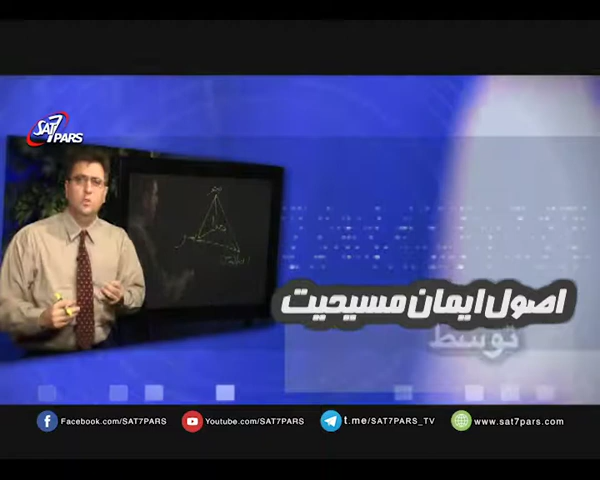 SAT7 PARS
اصول ایمان مسیحیت
توسط
Facebook.com/SAT7PARS
Youtube.com/SAT7PARS
t.me/SAT7PARS_TV
www.sat7pars.com